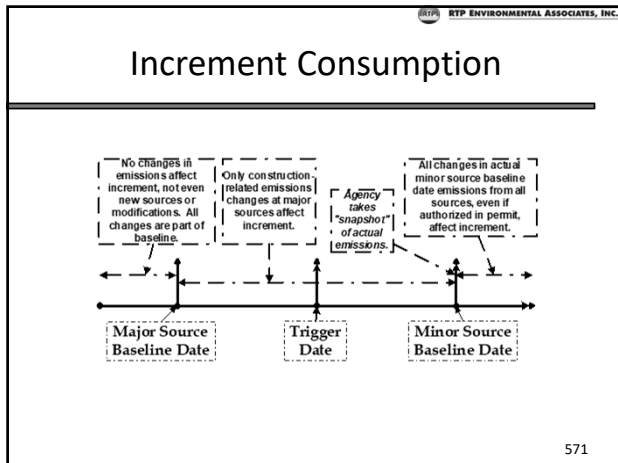 RTP
RTP ENVIRONMENTAL ASSOCIATES, INC.
Increment Consumption
No changes in
emissions affect
increment, not even
new sources or
modifications. All
changes are part of
baseline.
Only construction-
related emissions
changes at major
sources affect
increment.
Agency
takes
"snapshot"
of actual
emissions.
All changes in actual
minor source baseline
date emissions from all
sources, even if
authorized in permit,
affect increment.
Major Source
Baseline Date
Trigger
Date
Minor Source
Baseline Date
571